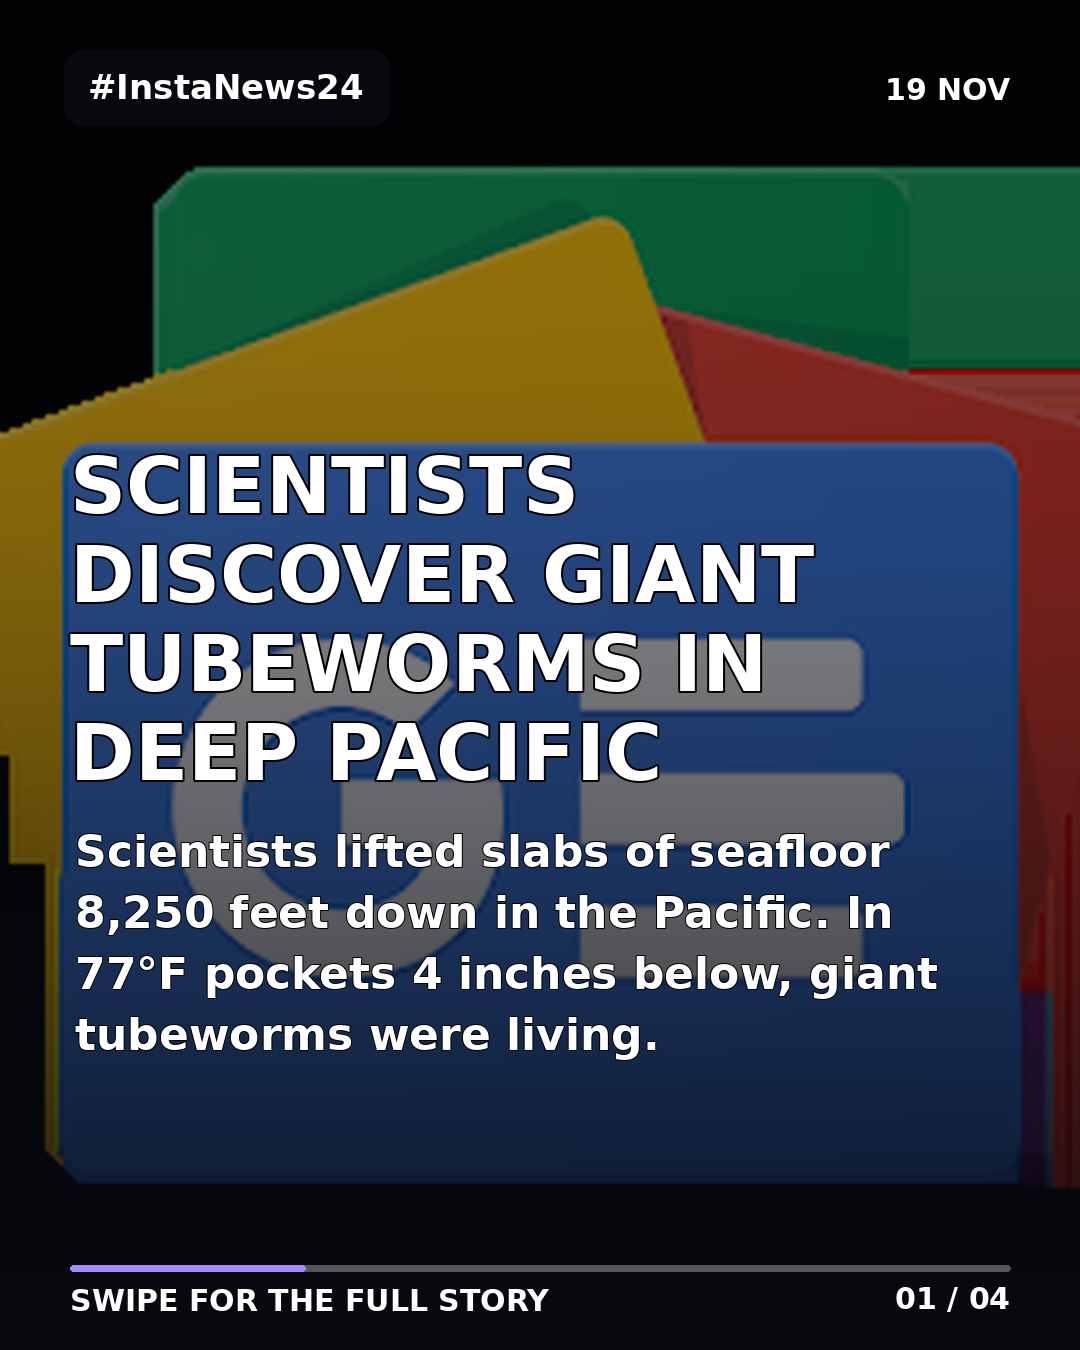 #InstaNews24
19 NOV
SCIENTISTS
DISCOVER GIANT
TUBEWORMS IN
DEEP PACIFIC
GE
Scientists lifted slabs of seafloor
8,250 feet down in the Pacific. In
77°F pockets 4 inches below, giant
tubeworms were living.
SWIPE FOR THE FULL STORY
01 / 04